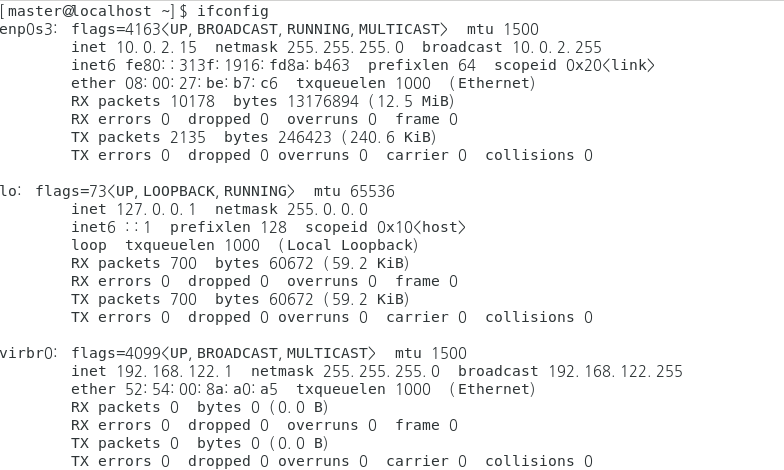 [master@localhost ~]$ ifconfig
enp0s3: flags=4163<UP,BROADCAST,RUNNING,MULTICAST>  mtu 1500
        inet 10.0.2.15  netmask 255.255.255.0  broadcast 10.0.2.255
        inet6 fe80::313f:1916:fd8a:b463  prefixlen 64  scopeid 0x20<link>
        ether 08:00:27:be:b7:c6  txqueuelen 1000  (Ethernet)
        RX packets 10178  bytes 13176894 (12.5 MiB)
        RX errors 0  dropped 0  overruns 0  frame 0
        TX packets 2135  bytes 246423 (240.6 KiB)
        TX errors 0  dropped 0 overruns 0  carrier 0  collisions 0

lo: flags=73<UP,LOOPBACK,RUNNING>  mtu 65536
        inet 127.0.0.1  netmask 255.0.0.0
        inet6 ::1  prefixlen 128  scopeid 0x10<host>
        loop  txqueuelen 1000  (Local Loopback)
        RX packets 700  bytes 60672 (59.2 KiB)
        RX errors 0  dropped 0  overruns 0  frame 0
        TX packets 700  bytes 60672 (59.2 KiB)
        TX errors 0  dropped 0 overruns 0  carrier 0  collisions 0

virbr0: flags=4099<UP,BROADCAST,MULTICAST>  mtu 1500
        inet 192.168.122.1  netmask 255.255.255.0  broadcast 192.168.122.255
        ether 52:54:00:8a:a0:a5  txqueuelen 1000  (Ethernet)
        RX packets 0  bytes 0 (0.0 B)
        RX errors 0  dropped 0  overruns 0  frame 0
        TX packets 0  bytes 0 (0.0 B)
        TX errors 0  dropped 0 overruns 0  carrier 0  collisions 0